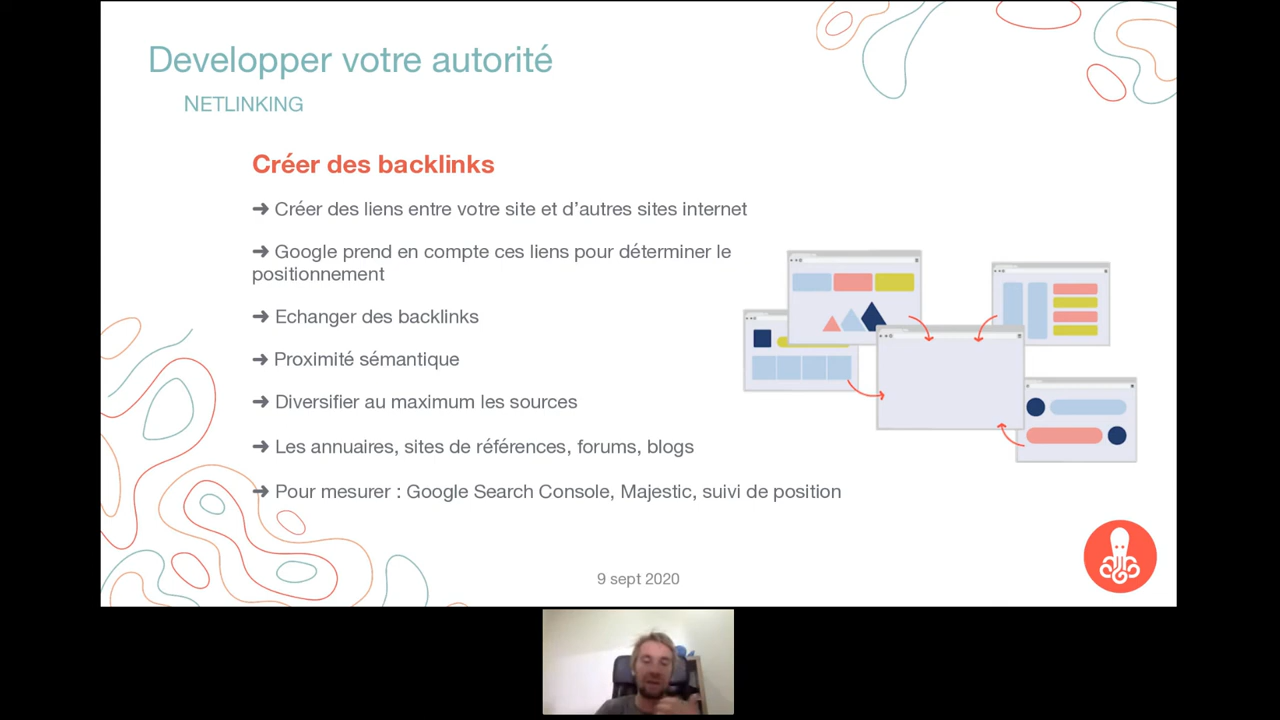 Developper votre autorité
NETLINKING
Créer des backlinks
➜ Créer des liens entre votre site et d’autres sites internet
➜ Google prend en compte ces liens pour déterminer le
positionnement
➜ Echanger des backlinks
➜ Proximité sémantique
➜ Diversifier au maximum les sources
➜ Les annuaires, sites de références, forums, blogs
➜ Pour mesurer : Google Search Console, Majestic, suivi de position
9 sept 2020